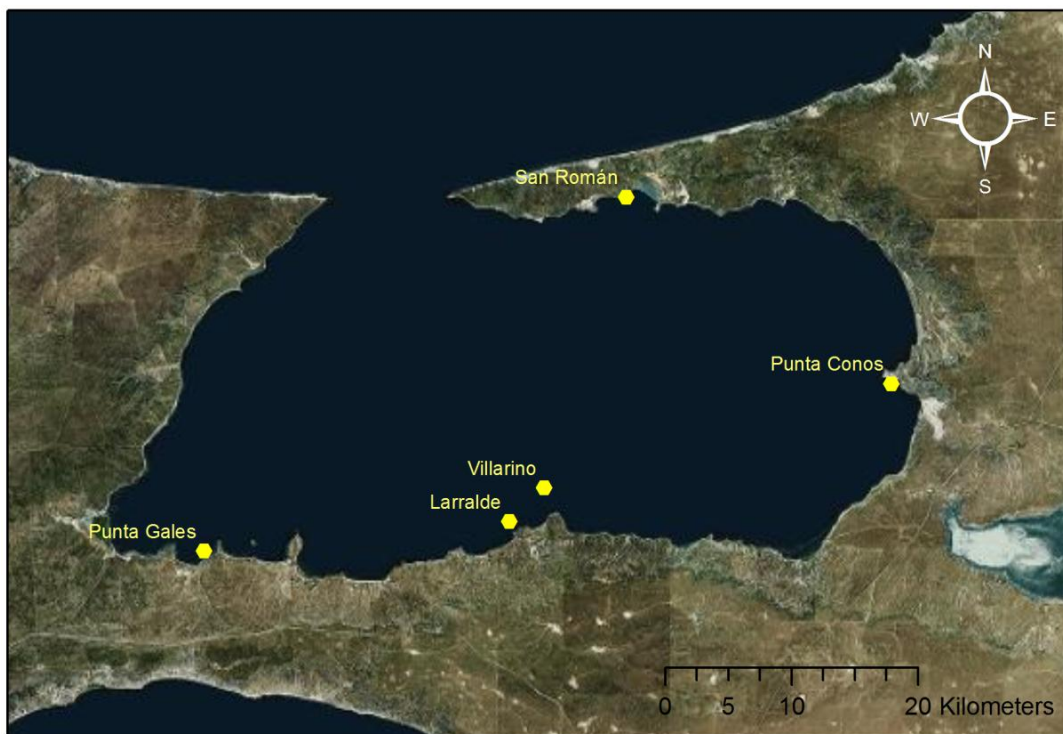 N
W E
S
San Román
Punta Conos
Villarino
Larralde
Punta Gales
0 5 10 20 Kilometers